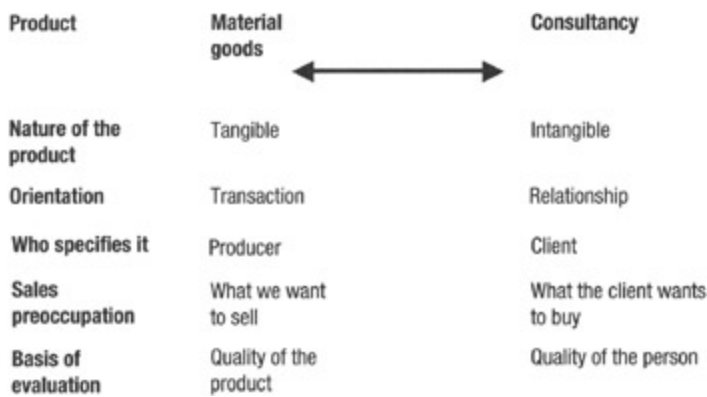 Product
Material
goods
Consultancy
Nature of the
product
Tangible
Intangible
Orientation
Transaction
Relationship
Who specifies it
Producer
Client
Sales
preoccupation
What we want
to sell
What the client wants
to buy
Basis of
evaluation
Quality of the
product
Quality of the person